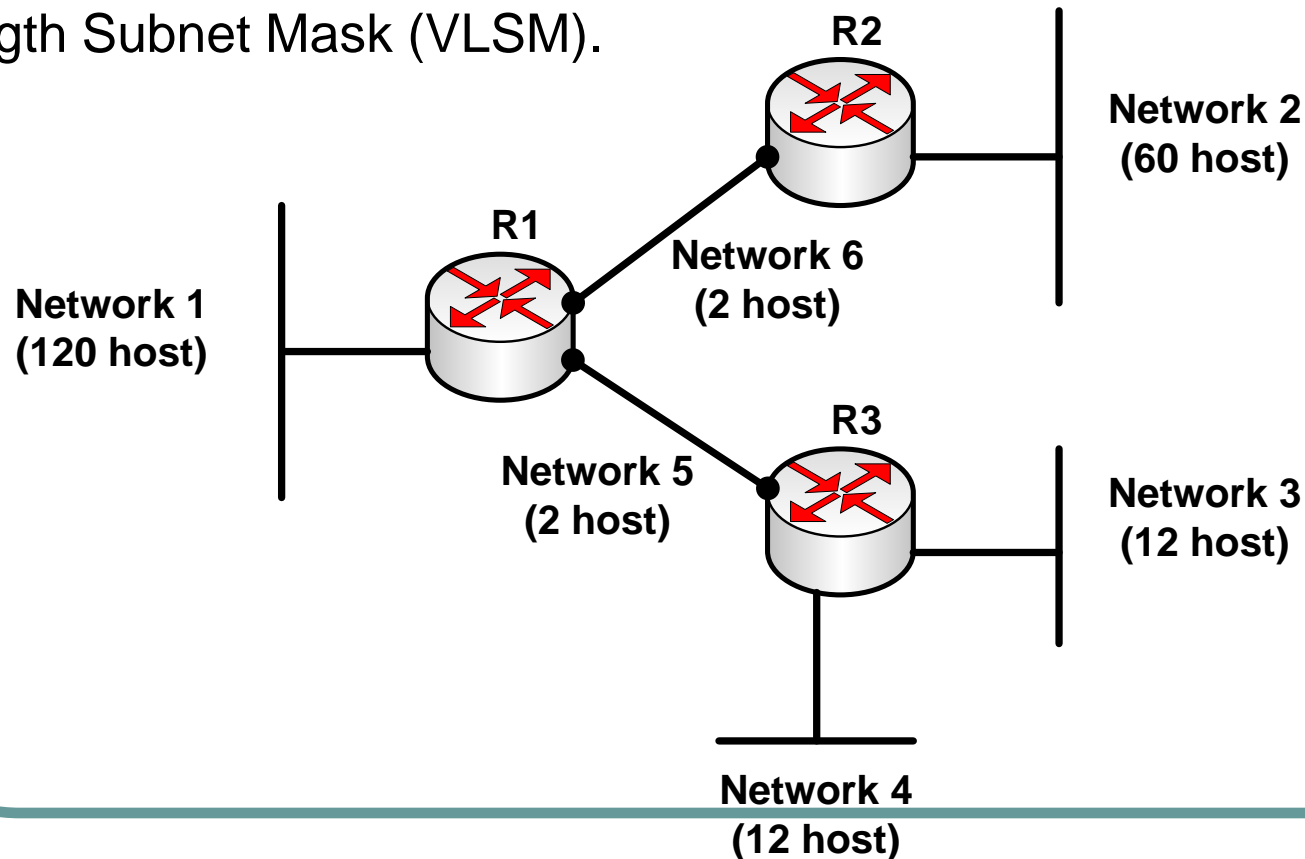 gth Subnet Mask (VLSM).
R2
Network 2
(60 host)
R1
Network 6
(2 host)
Network 1
(120 host)
R3
Network 5
(2 host)
Network 3
(12 host)
Network 4
(12 host)